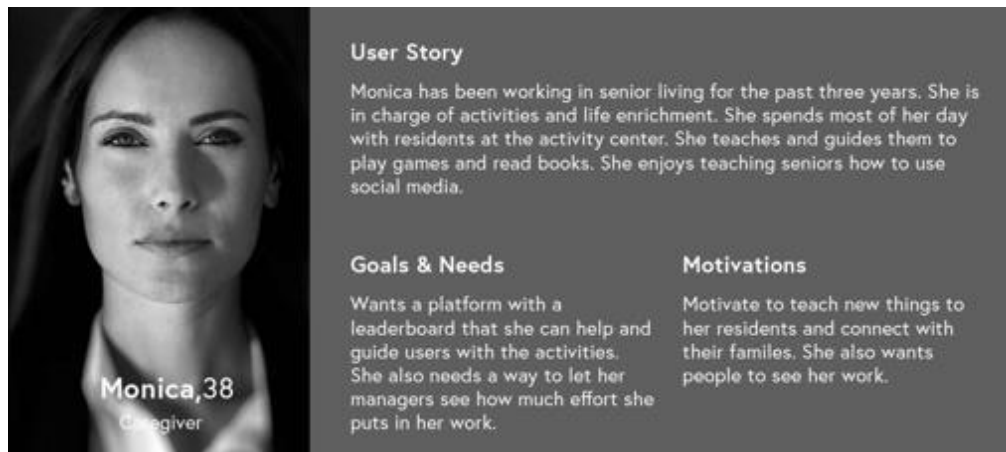 User Story
Monica has been working in senior living for the past three years. She is
in charge of activities and life enrichment. She spends most of her day
with residents at the activity center. She teaches and guides them to
play games and read books. She enjoys teaching seniors how to use
social media.
Goals & Needs
Wants a platform with a
leaderboard that she can help and
guide users with the activities.
She also needs a way to let her
managers see how much effort she
puts in her work.
Motivations
Motivate to teach new things to
her residents and connect with
their familes. She also wants
people to see her work.
Monica,38
Caregiver